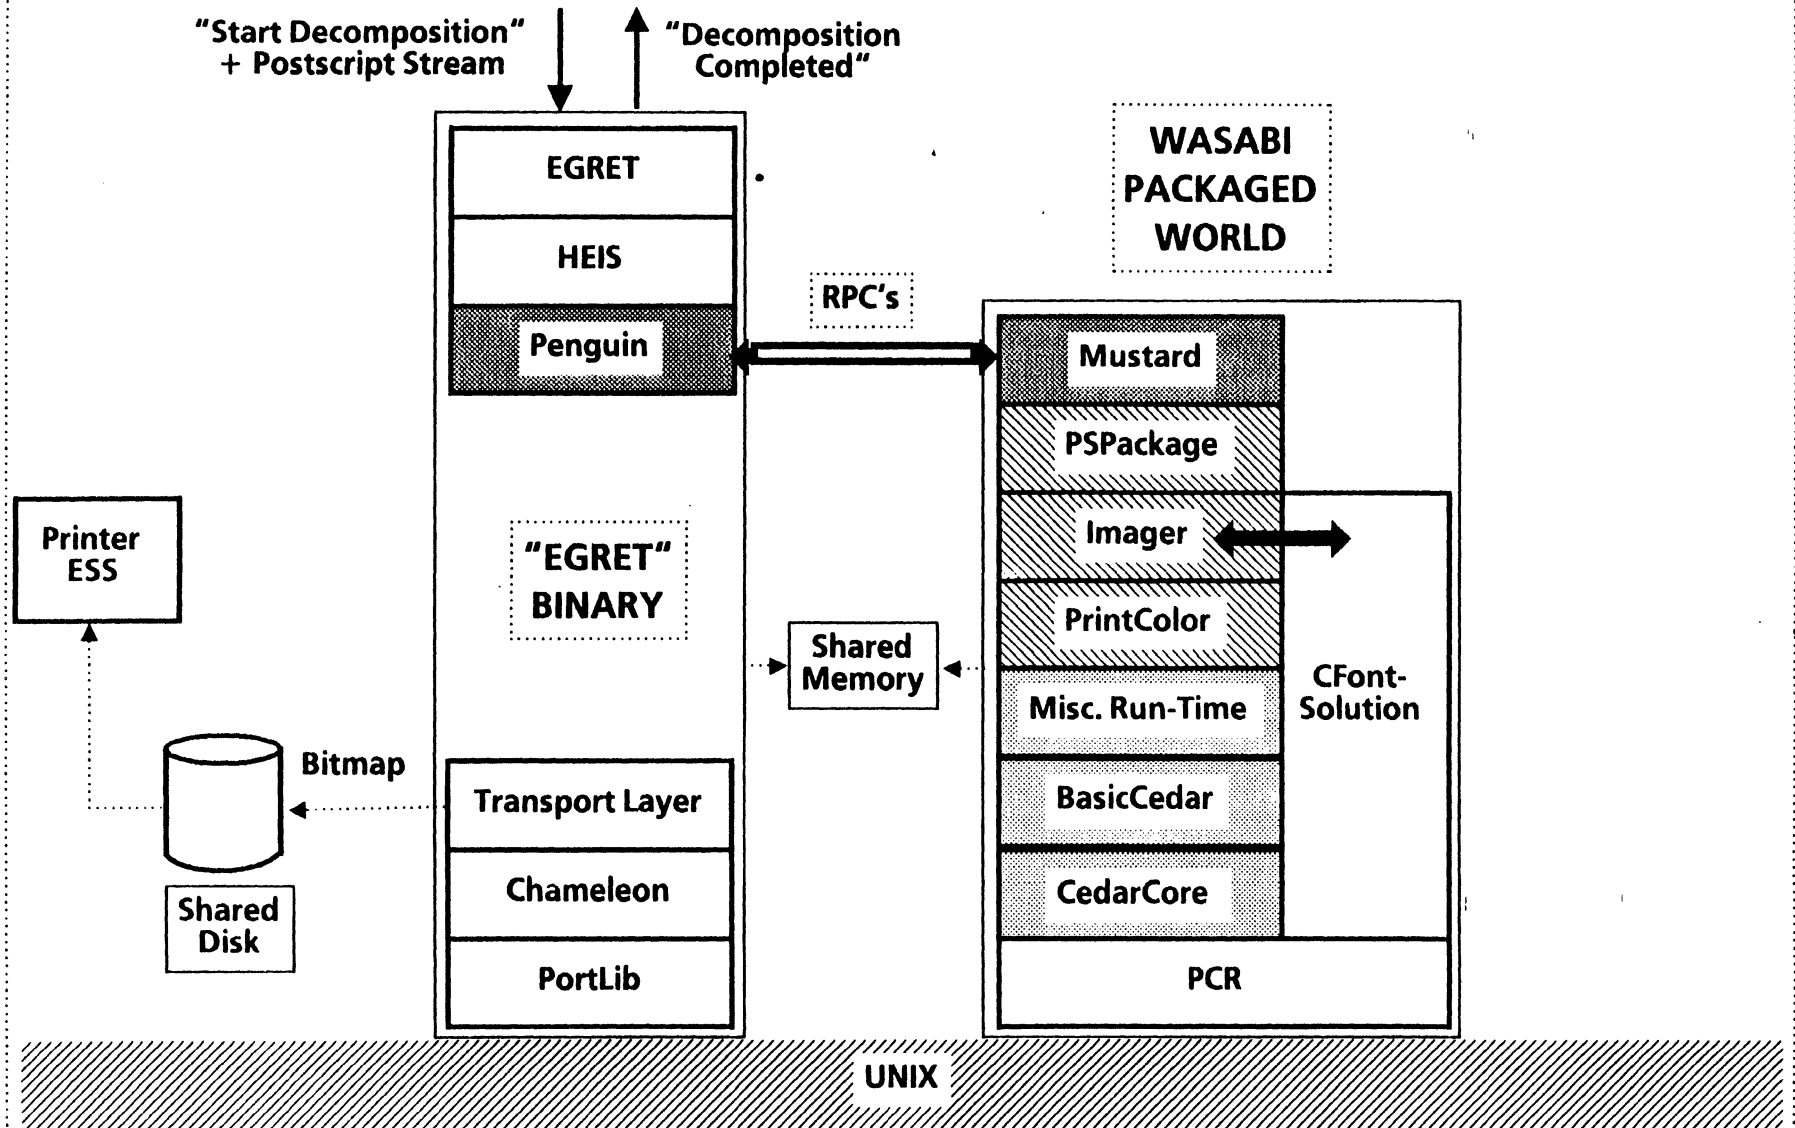 “Start Decomposition“
+ Postscript Stream
“Decomposition
Completed“
WASABI
PACKAGED
WORLD
EGRET
HEIS
Penguin
RPC‘s
Mustard
PSPackage
Imager
PrintColor
Misc. Run-Time
BasicCedar
CedarCore
CFont-
Solution
PCR
“EGRET“
BINARY
Shared
Memory
Printer
ESS
Bitmap
Shared
Disk
Transport Layer
Chameleon
PortLib
UNIX